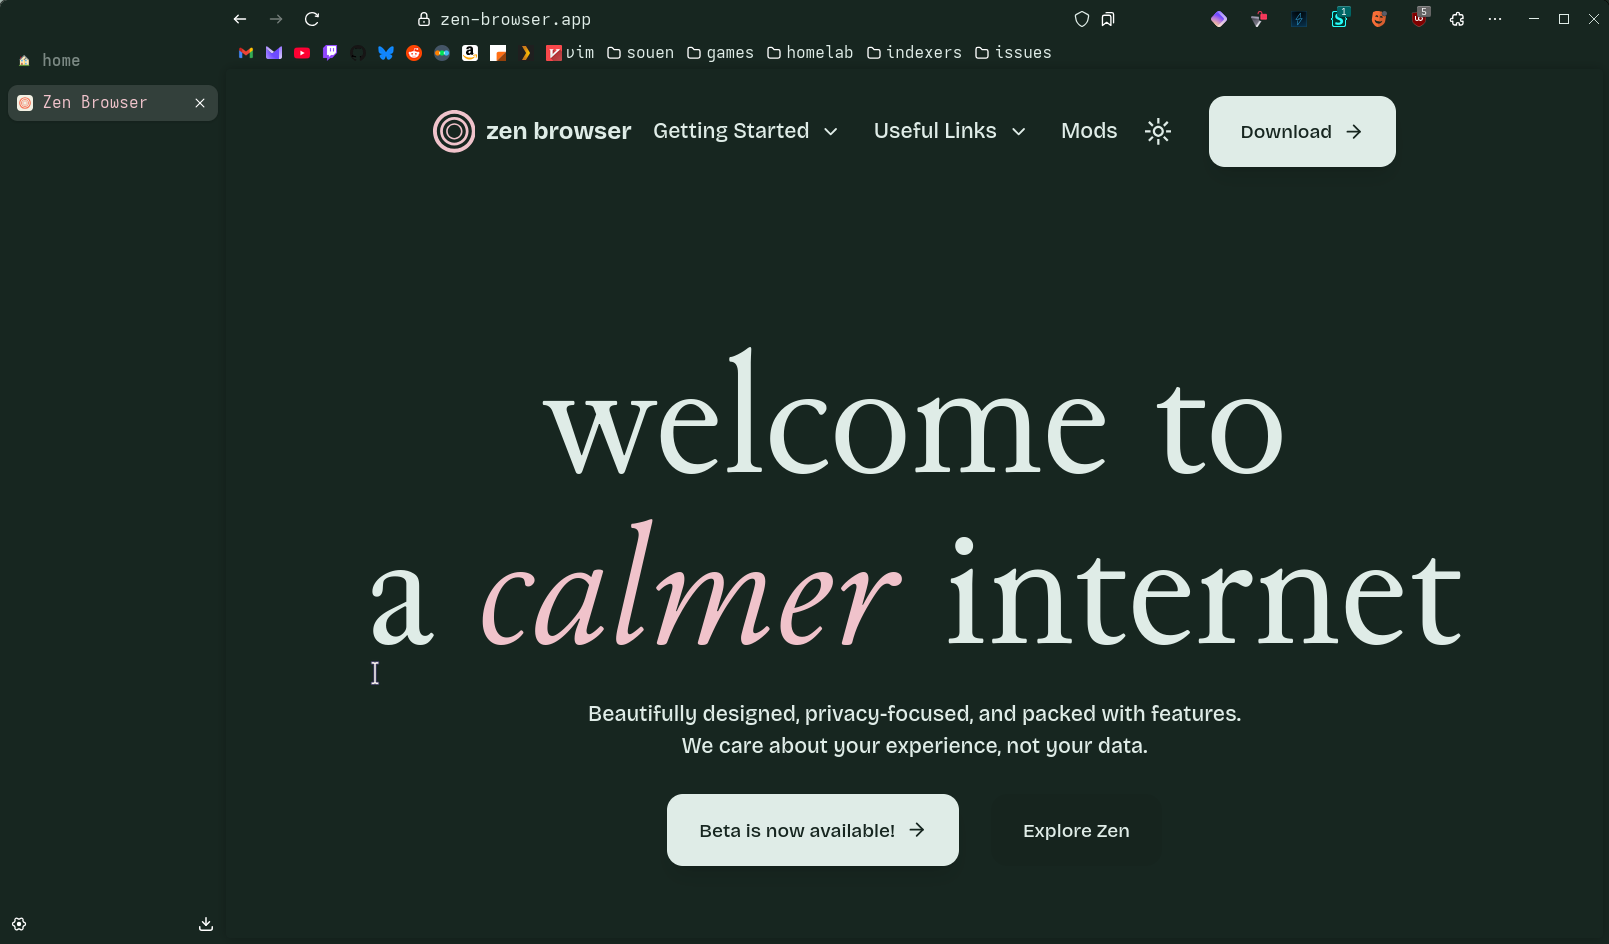 zen-browser.app
1
5
vim souen games homelab indexers issues
home
Zen Browser
zen browser Getting Started Useful Links Mods Download
welcome to
a calmer internet
Beautifully designed, privacy-focused, and packed with features.
We care about your experience, not your data.
Beta is now available! Explore Zen